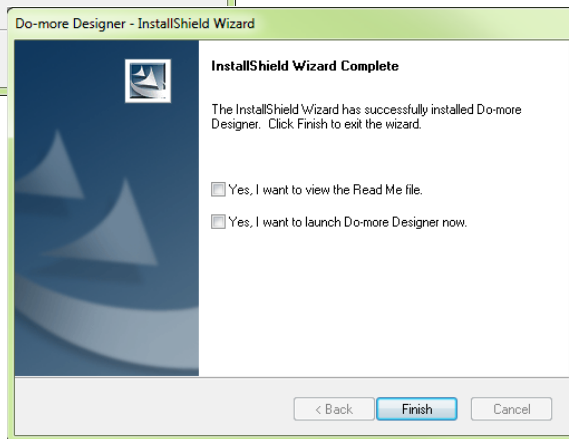 Do-more Designer - InstallShield Wizard
InstallShield Wizard Complete
The InstallShield Wizard has successfully installed Do-more
Designer. Click Finish to exit the wizard.
Yes, I want to view the Read Me file.
Yes, I want to launch Do-more Designer now.
< Back Finish Cancel